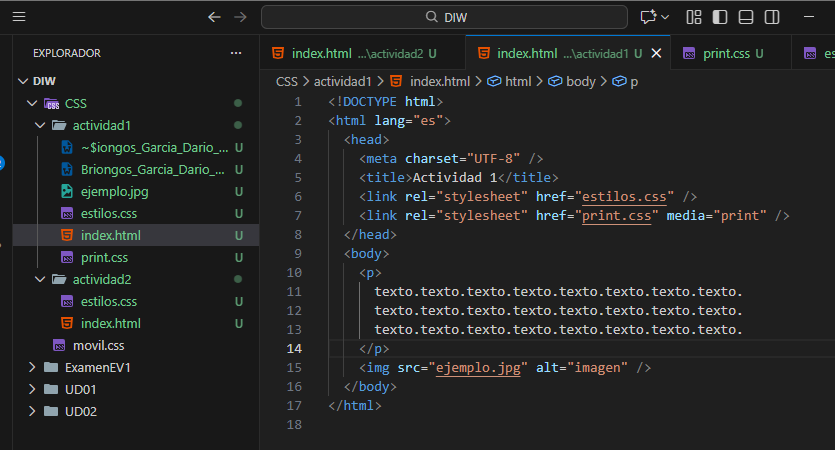 DIW
EXPLORADOR ...
DIW
CSS
actividad1
~$iongos_Garcia_Dario_... U
Briongos_Garcia_Dario_... U
ejemplo.jpg U
estilos.css U
index.html U
print.css U
actividad2
estilos.css U
index.html U
movil.css
ExamenEV1
UD01
UD02
index.html ...\actividad2 U
index.html ...\actividad1 U
print.css U
es
CSS > actividad1 > index.html > html > body > p
1 <!DOCTYPE html>
2 <html lang="es">
3 <head>
4 <meta charset="UTF-8" />
5 <title>Actividad 1</title>
6 <link rel="stylesheet" href="estilos.css" />
7 <link rel="stylesheet" href="print.css" media="print" />
8 </head>
9 <body>
10 <p>
11 texto.texto.texto.texto.texto.texto.texto.texto.
12 texto.texto.texto.texto.texto.texto.texto.texto.
13 texto.texto.texto.texto.texto.texto.texto.texto.
14 </p>
15 <img src="ejemplo.jpg" alt="imagen" />
16 </body>
17 </html>
18